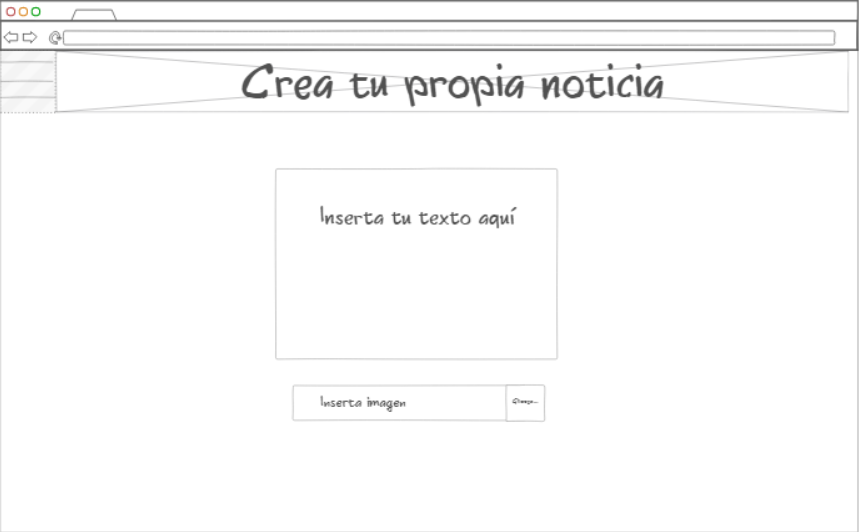 Crea tu propia noticia
Inserta tu texto aquí
Inserta imagen